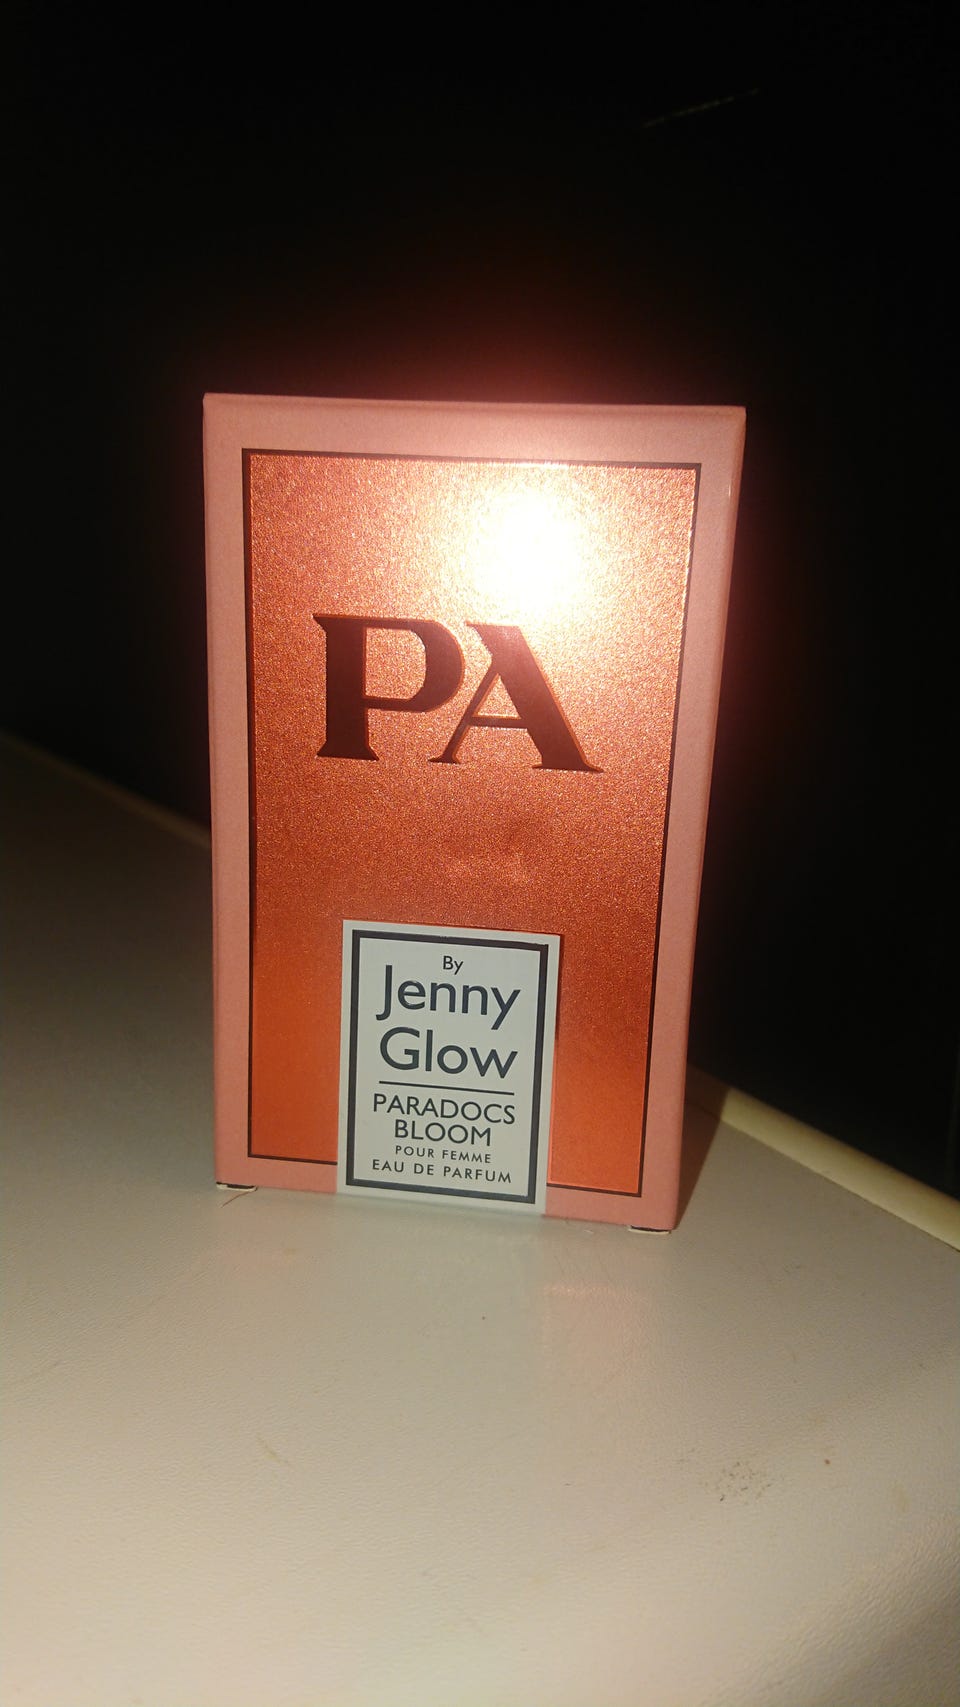 PA
By
Jenny
Glow
PARADOCS
BLOOM
POUR FEMME
EAU DE PARFUM